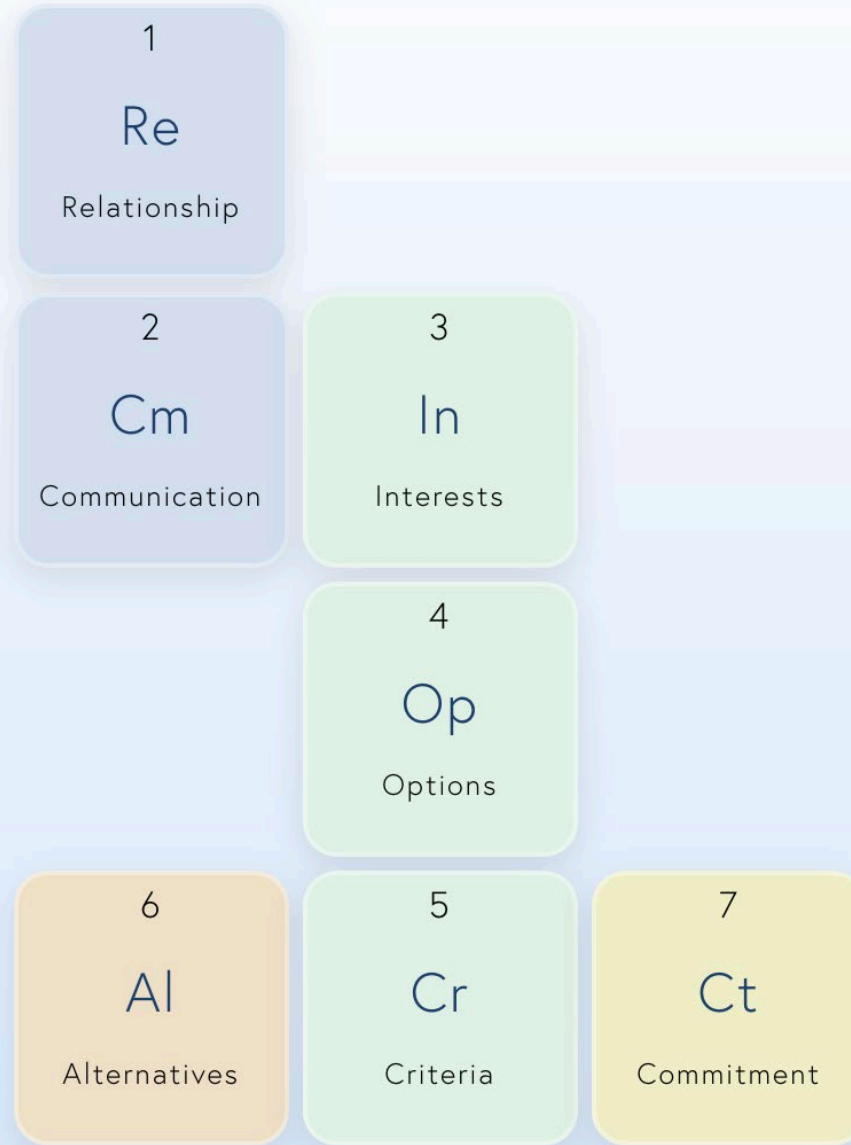 1
Re
Relationship
2
Cm
Communication
3
In
Interests
4
Op
Options
6
Al
Alternatives
5
Cr
Criteria
7
Ct
Commitment